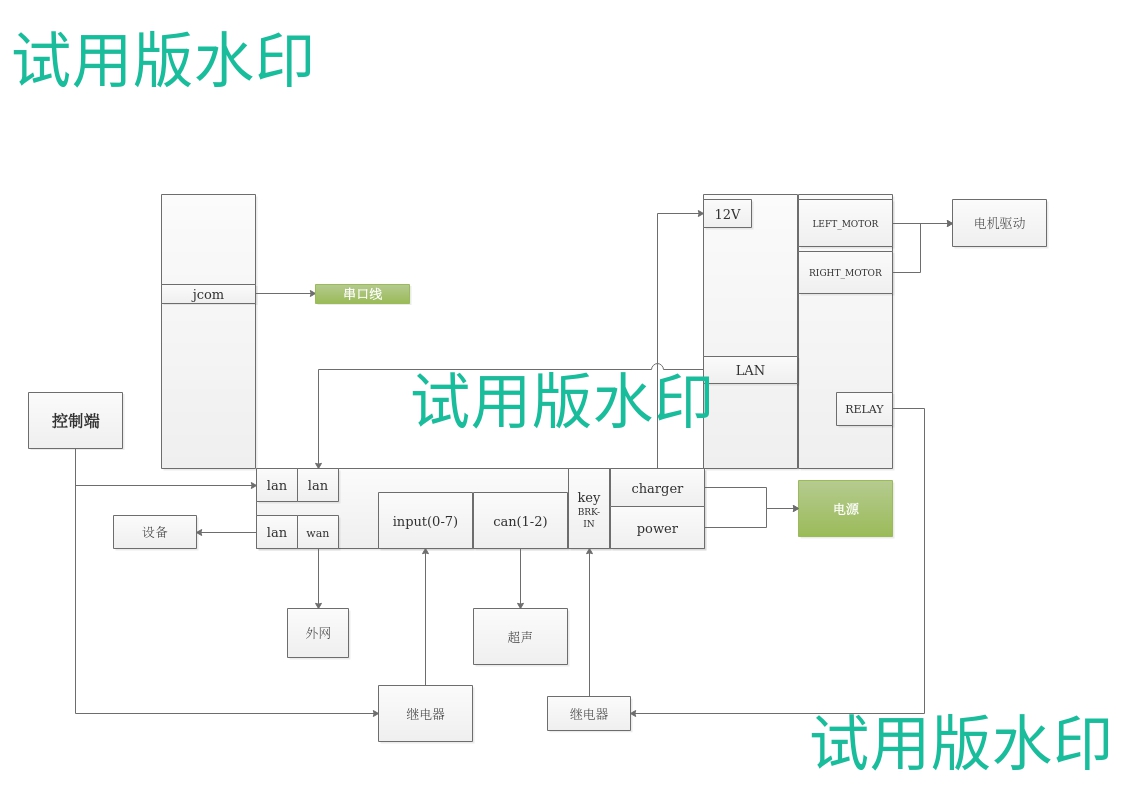 试用版水印
12V
LEFT_MOTOR
电机驱动
RIGHT_MOTOR
jcom
串口线
LAN
试用版水印
控制端
RELAY
lan
lan
key
BRK-
IN
charger
input(0-7)
can(1-2)
电源
设备
lan
wan
power
外网
超声
继电器
继电器
试用版水印